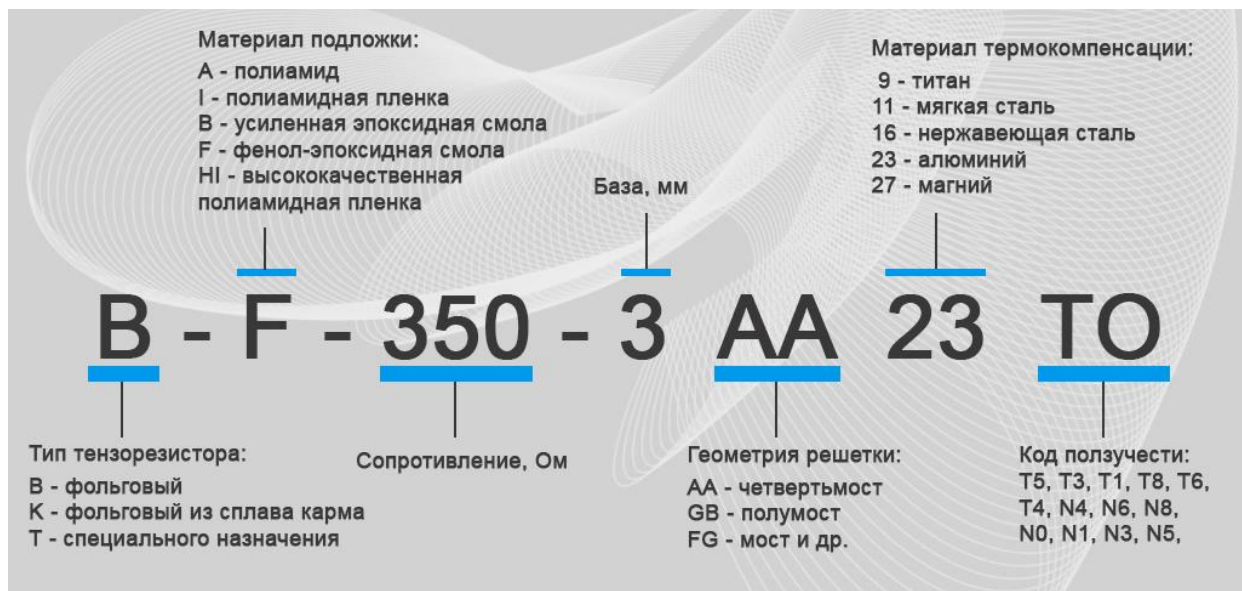 Материал подложки:
A - полиамид
I - полиамидная пленка
B - усиленная эпоксидная смола
F - фенол-эпоксидная смола
HI - высококачественная
полиамидная пленка
База, мм
Материал термокомпенсации:
9 - титан
11 - мягкая сталь
16 - нержавеющая сталь
23 - алюминий
27 - магний
B - F - 350 - 3 AA 23 TO
Тип тензорезистора:
B - фольговый
K - фольговый из сплава карма
T - специального назначения
Сопротивление, Ом
Геометрия решетки:
AA - четвертьмост
GB - полумост
FG - мост и др.
Код ползучести:
T5, T3, T1, T8, T6,
T4, N4, N6, N8,
N0, N1, N3, N5,